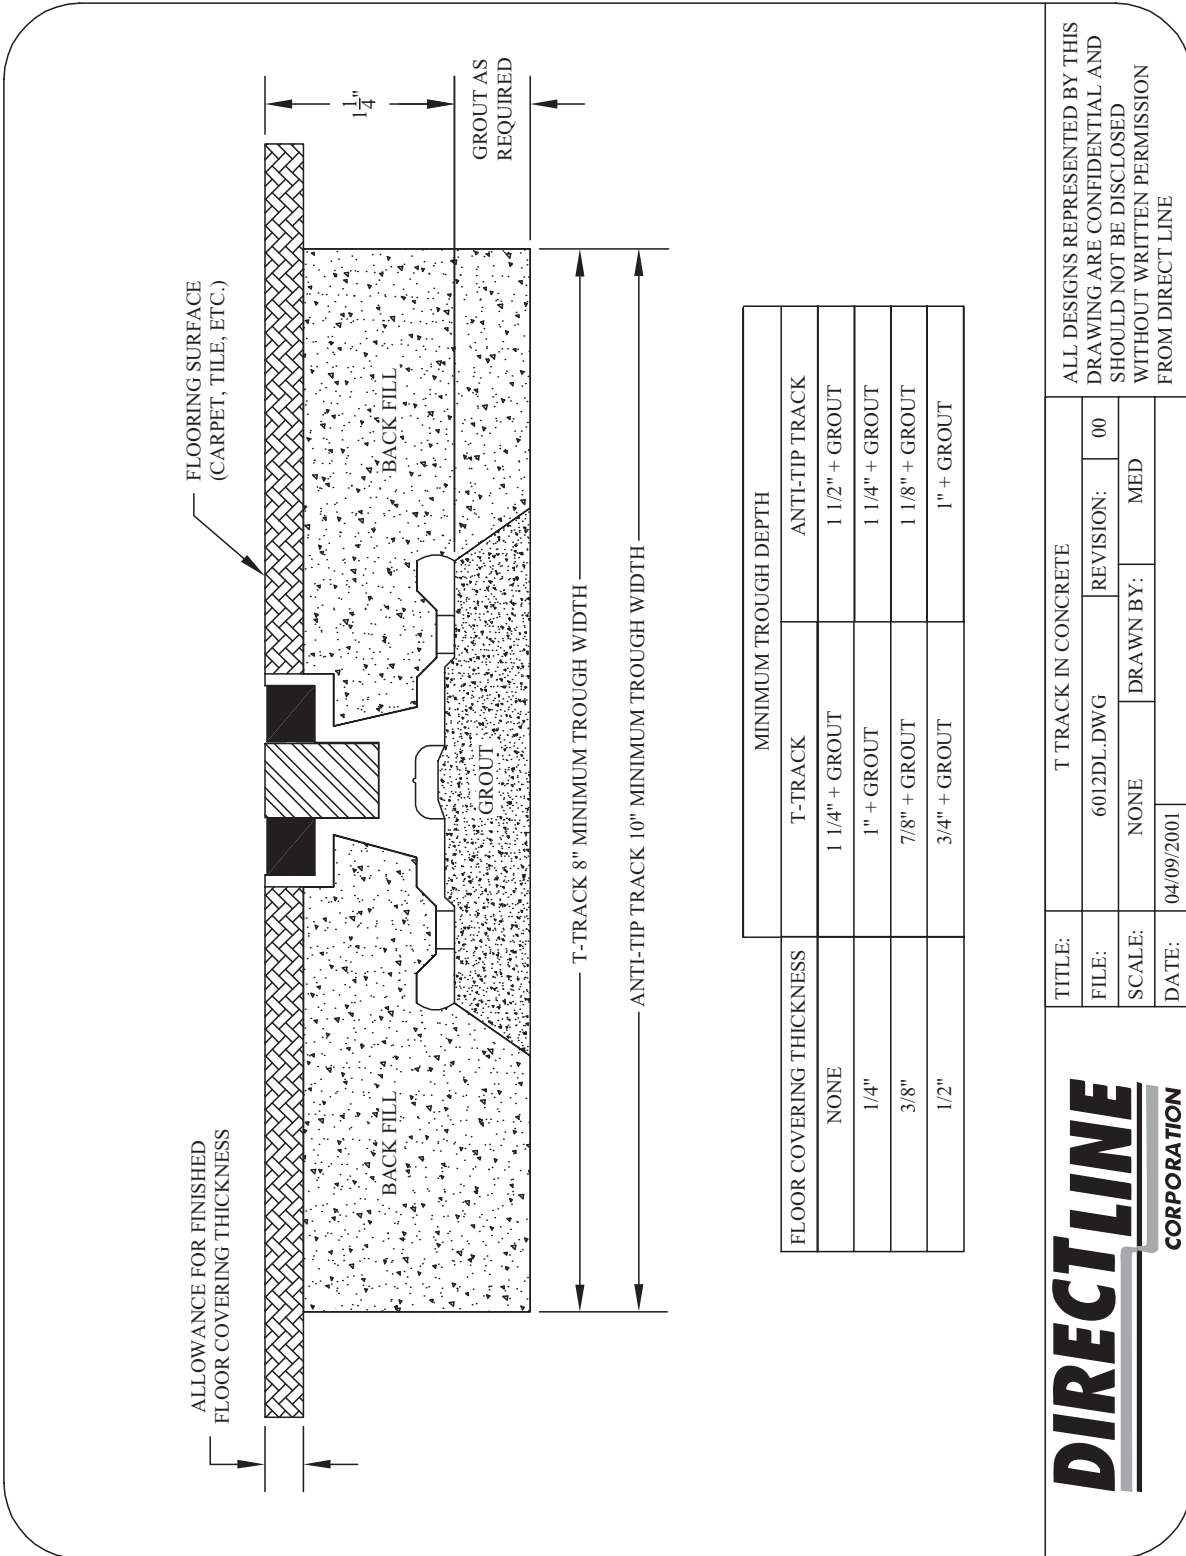 ALLOWANCE FOR FINISHED
FLOOR COVERING THICKNESS
FLOORING SURFACE
(CARPET, TILE, ETC.)
1 1/4"
GROUT AS
REQUIRED
BACK FILL
BACK FILL
GROUT
T-TRACK 8" MINIMUM TROUGH WIDTH
ANTI-TIP TRACK 10" MINIMUM TROUGH WIDTH
MINIMUM TROUGH DEPTH
FLOOR COVERING THICKNESS T-TRACK ANTI-TIP TRACK
NONE 1 1/4" + GROUT 1 1/2" + GROUT
1/4" 1" + GROUT 1 1/4" + GROUT
3/8" 7/8" + GROUT 1 1/8" + GROUT
1/2" 3/4" + GROUT 1" + GROUT
DIRECT LINE
CORPORATION
TITLE: T TRACK IN CONCRETE
FILE: 6012DL.DWG REVISION: 00
SCALE: NONE DRAWN BY: MED
DATE: 04/09/2001
ALL DESIGNS REPRESENTED BY THIS
DRAWING ARE CONFIDENTIAL AND
SHOULD NOT BE DISCLOSED
WITHOUT WRITTEN PERMISSION
FROM DIRECT LINE